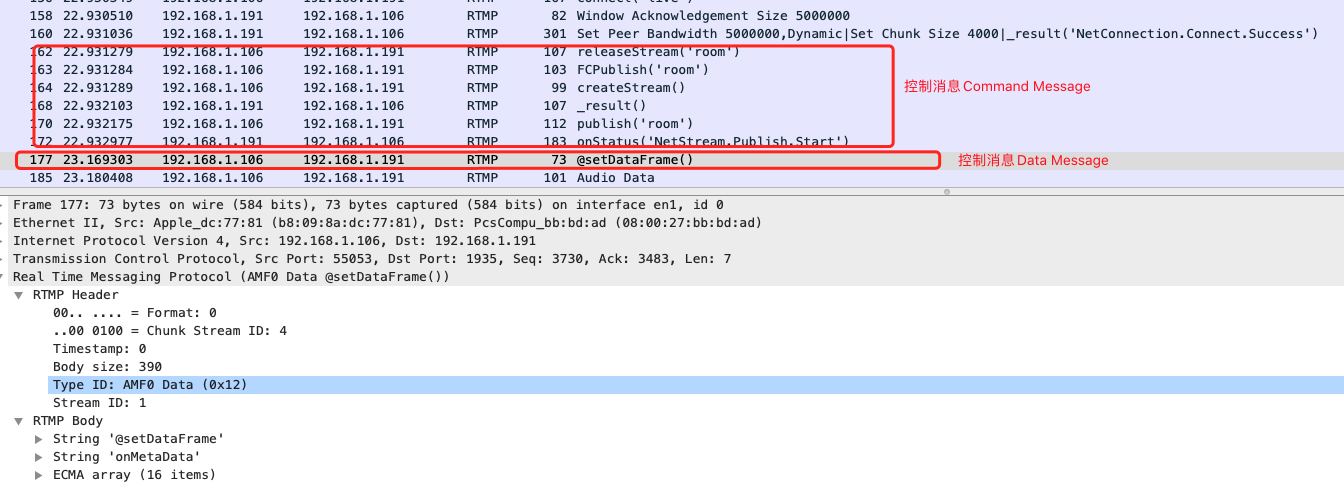 158 22.930510 192.168.1.191 192.168.1.106 RTMP 82 Window Acknowledgement Size 5000000
160 22.931036 192.168.1.191 192.168.1.106 RTMP 301 Set Peer Bandwidth 5000000,Dynamic|Set Chunk Size 4000|_result('NetConnection.Connect.Success')
162 22.931279 192.168.1.106 192.168.1.191 RTMP 107 releaseStream('room')
163 22.931284 192.168.1.106 192.168.1.191 RTMP 103 FCPublish('room')
164 22.931289 192.168.1.106 192.168.1.191 RTMP 99 createStream()
控制消息Command Message
168 22.932103 192.168.1.191 192.168.1.106 RTMP 107 _result()
170 22.932175 192.168.1.106 192.168.1.191 RTMP 112 publish('room')
172 22.932977 192.168.1.191 192.168.1.106 RTMP 183 onStatus('NetStream.Publish.Start')
177 23.169303 192.168.1.106 192.168.1.191 RTMP 73 @setDataFrame()
控制消息Data Message
185 23.180408 192.168.1.106 192.168.1.191 RTMP 101 Audio Data
Frame 177: 73 bytes on wire (584 bits), 73 bytes captured (584 bits) on interface en1, id 0
Ethernet II, Src: Apple_dc:77:81 (b8:09:8a:dc:77:81), Dst: PcsCompu_bb:bd:ad (08:00:27:bb:bd:ad)
Internet Protocol Version 4, Src: 192.168.1.106, Dst: 192.168.1.191
Transmission Control Protocol, Src Port: 55053, Dst Port: 1935, Seq: 3730, Ack: 3483, Len: 7
Real Time Messaging Protocol (AMF0 Data @setDataFrame())
RTMP Header
00.. .... = Format: 0
..00 0100 = Chunk Stream ID: 4
Timestamp: 0
Body size: 390
Type ID: AMF0 Data (0x12)
Stream ID: 1
RTMP Body
String '@setDataFrame'
String 'onMetaData'
ECMA array (16 items)